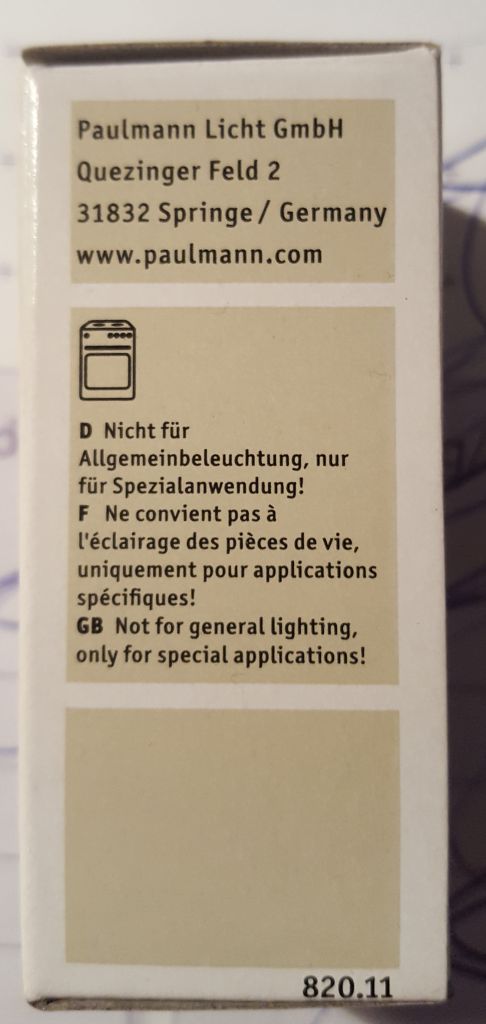 Paulmann Licht GmbH
Quezinger Feld 2
31832 Springe / Germany
www.paulmann.com
D Nicht für
Allgemeinbeleuchtung, nur
für Spezialanwendung!
F Ne convient pas à
l'éclairage des pièces de vie,
uniquement pour applications
spécifiques!
GB Not for general lighting,
only for special applications!
820.11